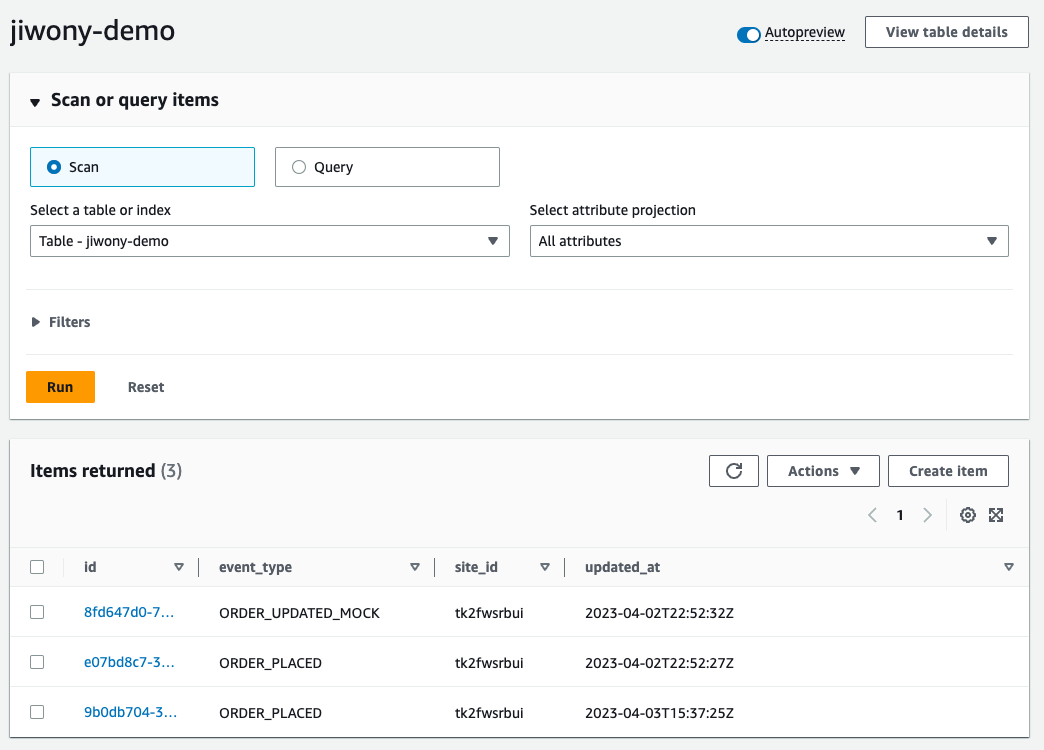 jiwony-demo
Autopreview
View table details
Scan or query items
Scan
Query
Select a table or index
Select attribute projection
Table - jiwony-demo
All attributes
Filters
Run
Reset
Items returned (3)
Actions
Create item
1
id event_type site_id updated_at
8fd647d0-7... ORDER_UPDATED_MOCK tk2fwsrbui 2023-04-02T22:52:32Z
e07bd8c7-3... ORDER_PLACED tk2fwsrbui 2023-04-02T22:52:27Z
9b0db704-3... ORDER_PLACED tk2fwsrbui 2023-04-03T15:37:25Z